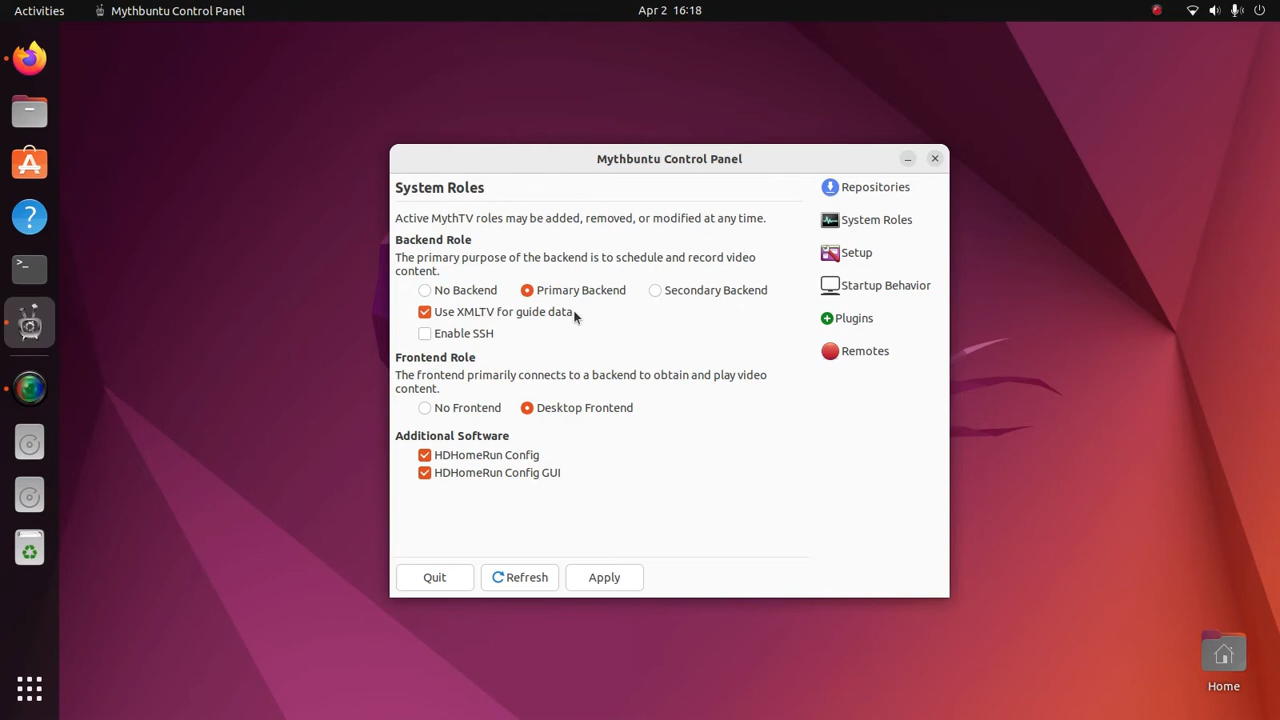 Activities
Mythbuntu Control Panel
Apr 2 16:18
Mythbuntu Control Panel
System Roles
Active MythTV roles may be added, removed, or modified at any time.
Backend Role
The primary purpose of the backend is to schedule and record video
content.
No Backend
Primary Backend
Secondary Backend
Use XMLTV for guide data
Enable SSH
Frontend Role
The frontend primarily connects to a backend to obtain and play video
content.
No Frontend
Desktop Frontend
Additional Software
HDHomeRun Config
HDHomeRun Config GUI
Quit
Refresh
Apply
Repositories
System Roles
Setup
Startup Behavior
Plugins
Remotes
Home